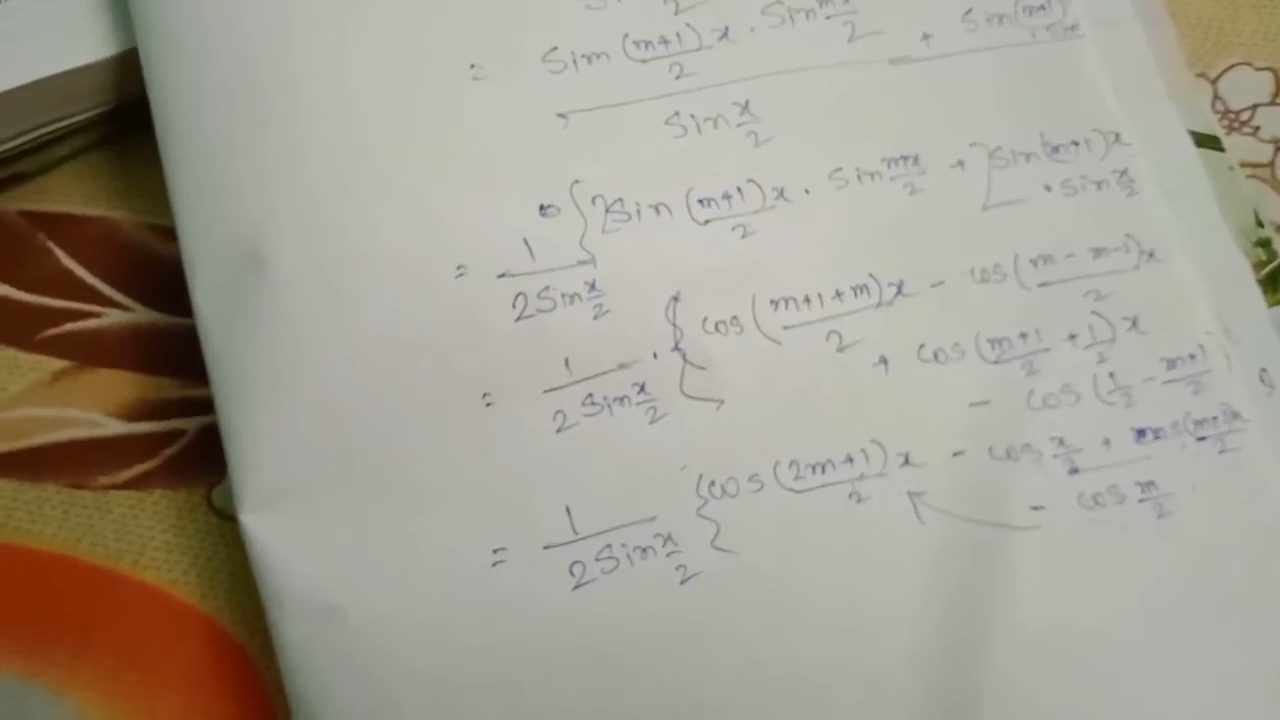 = Sin (m+1)x/2 . Sin mx/2 + Sin (m+1)
Sin x/2
= 1/(2Sin x/2) {2Sin (m+1)x/2 . Sin mx/2 + [Sin(m+1)x
. Sin x/2
= 1/(2Sin x/2) . { cos (m+1+m)x/2 - cos (m-m-1)x/2
+ cos (m+1/2 + 1/2)x
- cos (1/2 - m+1/2)
= 1/(2Sin x/2) {cos (2m+1)x/2 - cos x/2 +
- cos m/2